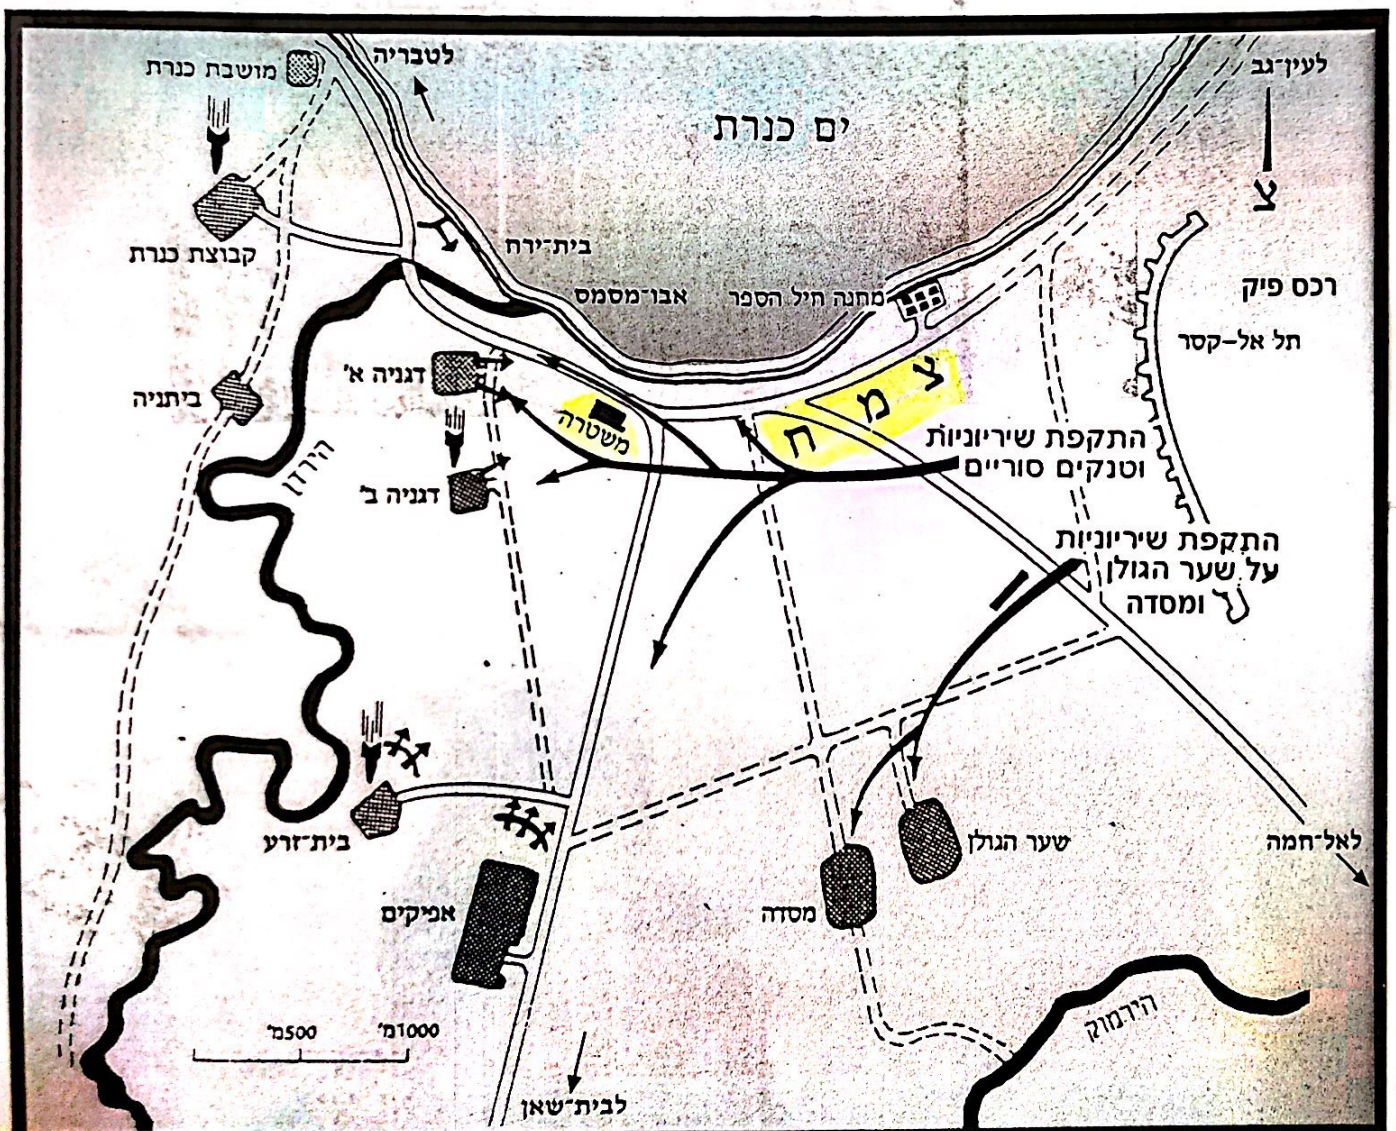 לטבריה
לעין־גב
מושבת כנרת
ים כנרת
צ
קבוצת כנרת
בית־ירח
רכס פיק
אבו־מסמס
מחנה חיל הספר
תל אל–קסר
דגניה א'
ביתניה
צמח
משטרה
התקפת שיריוניות
וטנקים סוריים
הירדן
דגניה ב'
התקפת שיריוניות
על שער הגולן
ומסדה
בית־זרע
שער הגולן
לאל־חמה
אפיקים
מסדה
הירמוק
500מ'
1000מ'
לבית־שאן